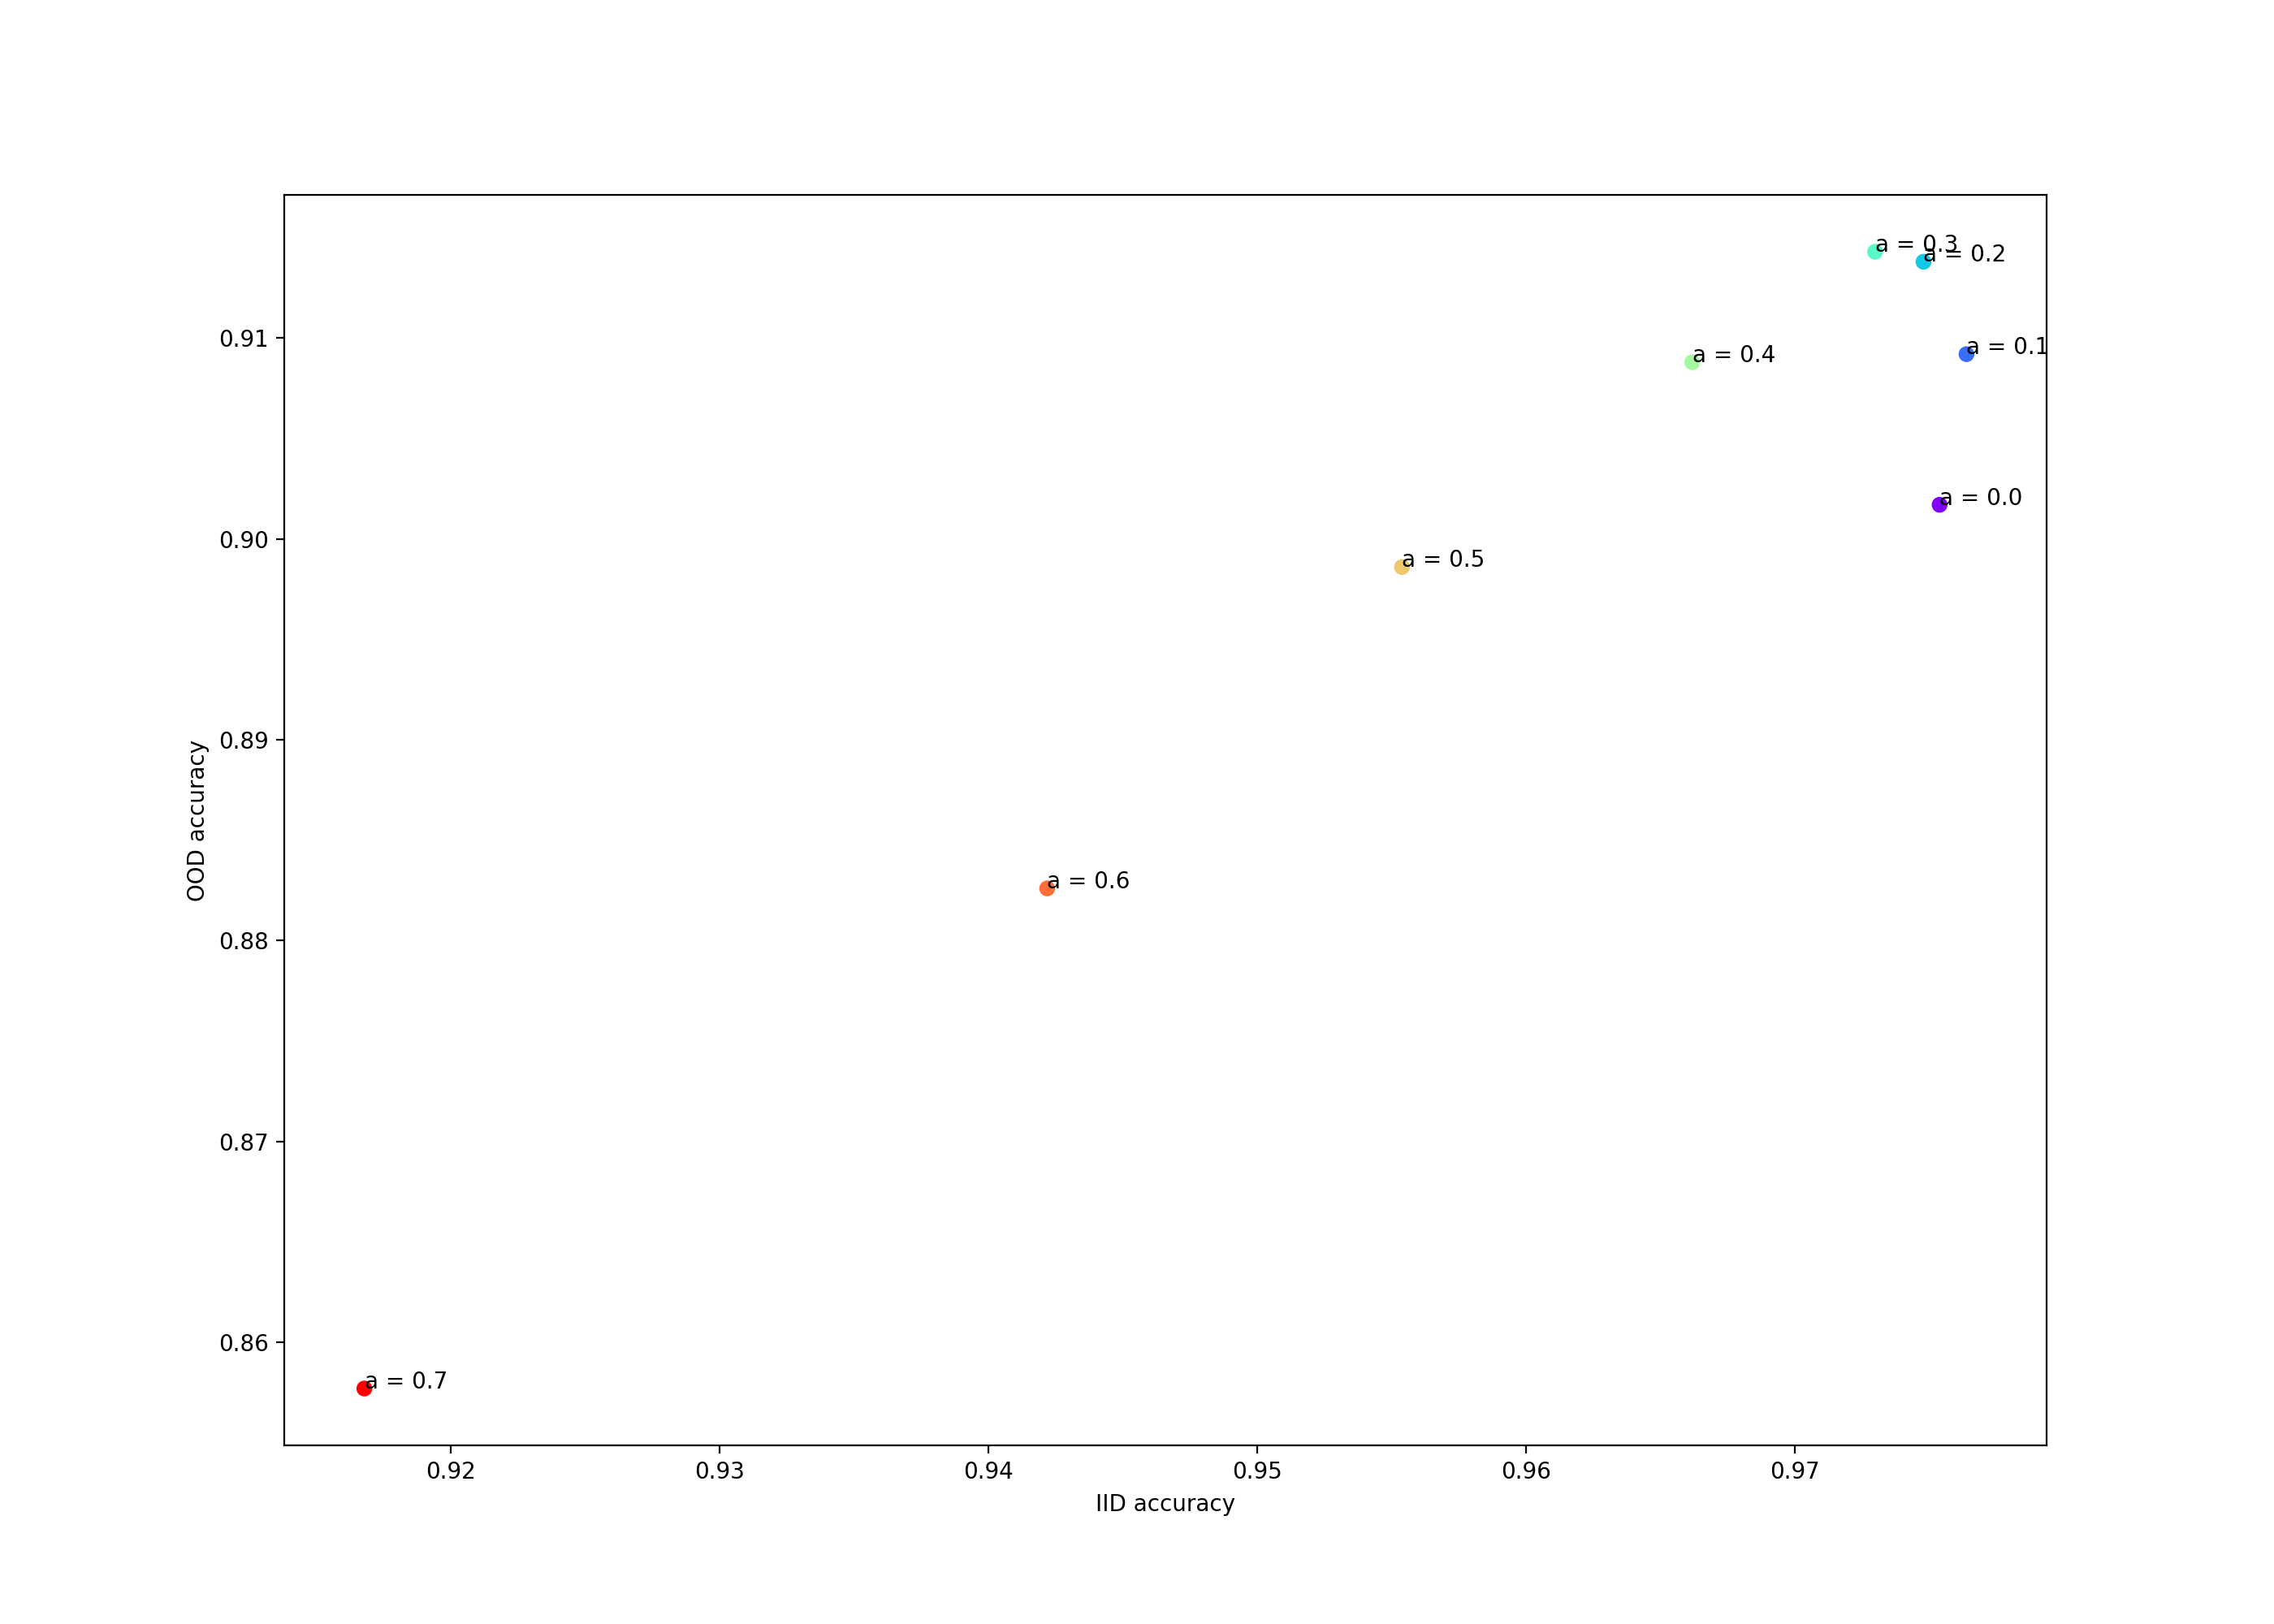 a = 0.3
a = 0.2
0.91
a = 0.1
a = 0.4
a = 0.0
0.90
a = 0.5
0.89
OOD accuracy
a = 0.6
0.88
0.87
0.86
a = 0.7
0.92 0.93 0.94 0.95 0.96 0.97
IID accuracy